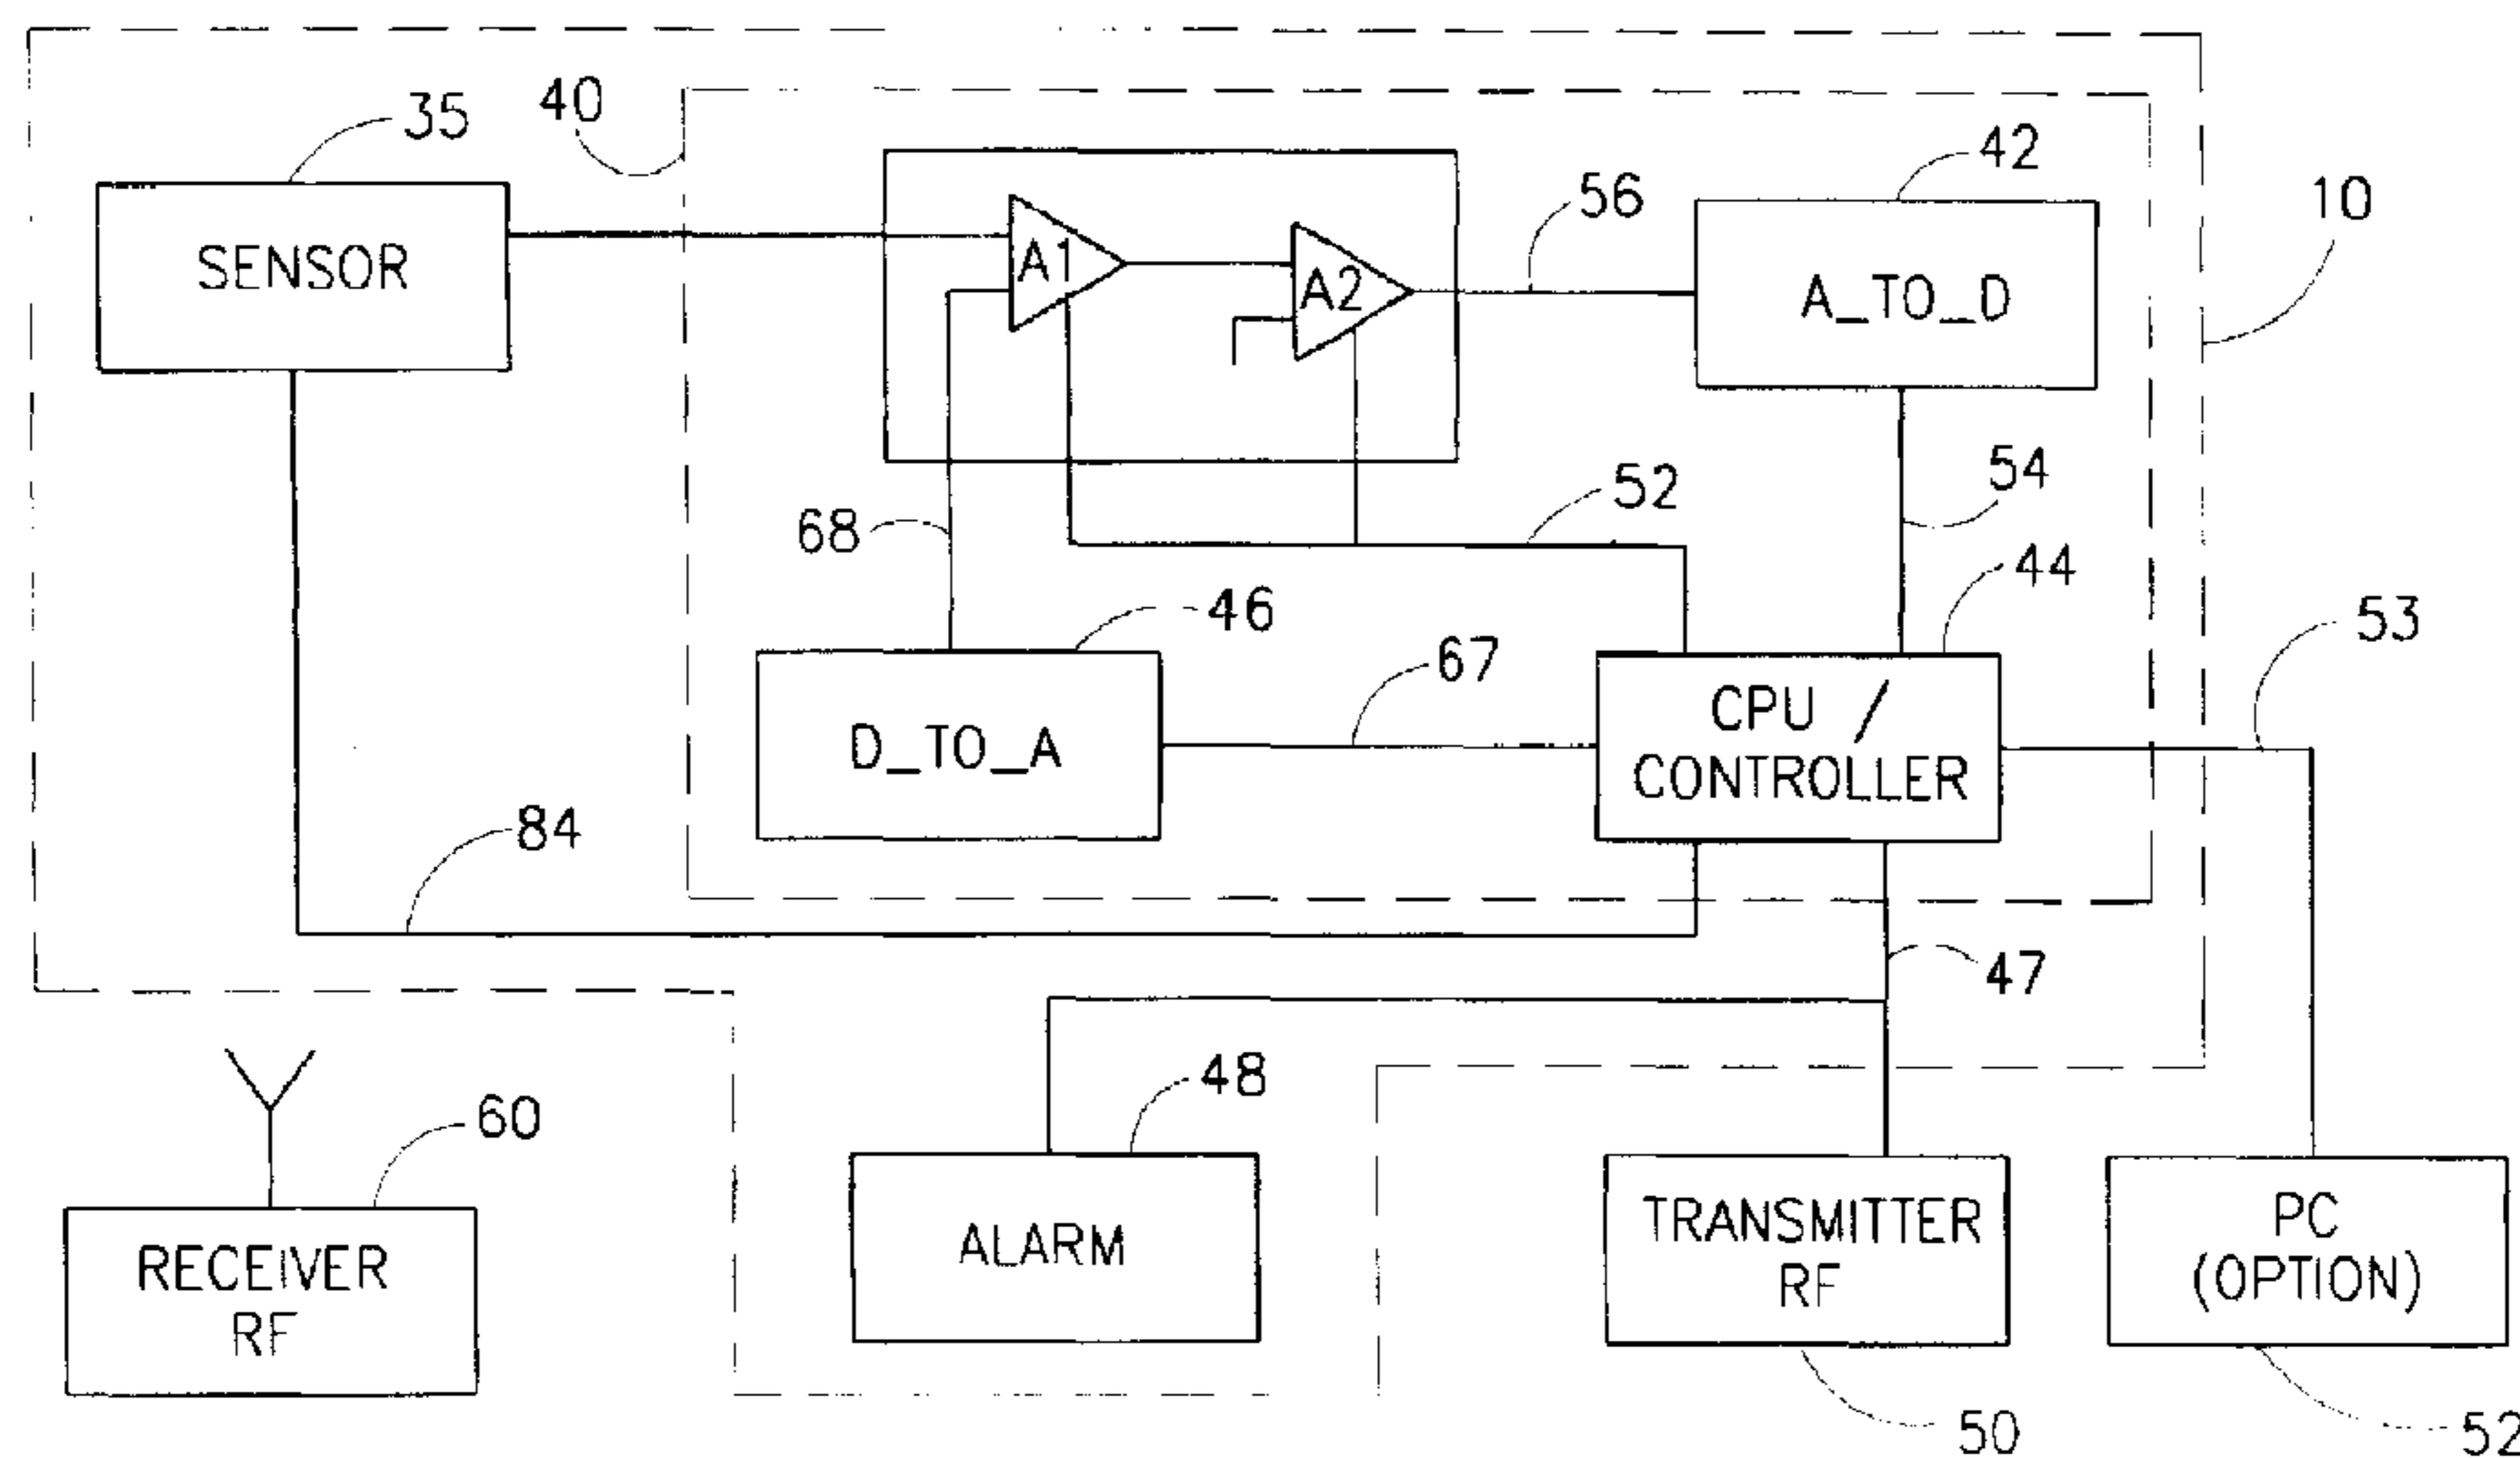 40
35
42
10
56
SENSOR
A1
A2
A_TO_D
52
54
68
44
46
53
67
CPU /
CONTROLLER
D_TO_A
84
47
48
60
TRANSMITTER
RF
PC
(OPTION)
ALARM
RECEIVER
RF
50
52